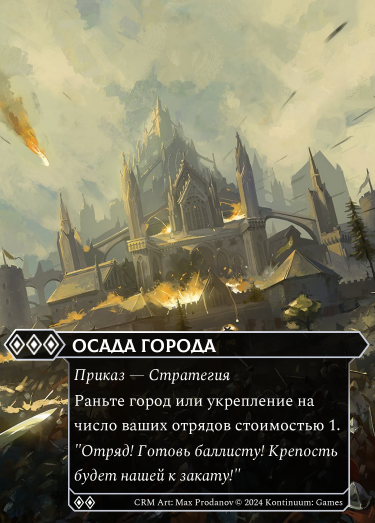 ОСАДА ГОРОДА
Приказ — Стратегия
Раньте город или укрепление на
число ваших отрядов стоимостью 1.
"Отряд! Готовь баллисту! Крепость
будет нашей к закату!"
CRM Art: Max Prodanov © 2024 Kontinuum: Games